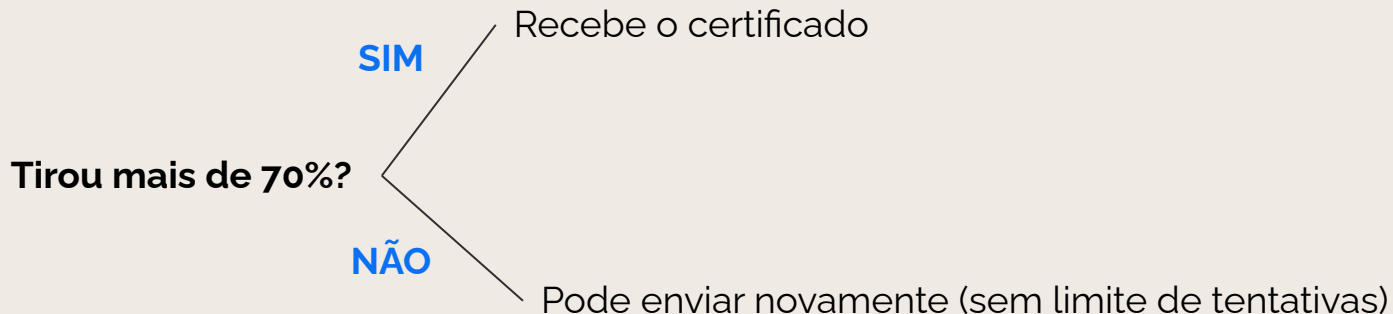 Recebe o certificado
SIM
Tirou mais de 70%?
NÃO
Pode enviar novamente (sem limite de tentativas)